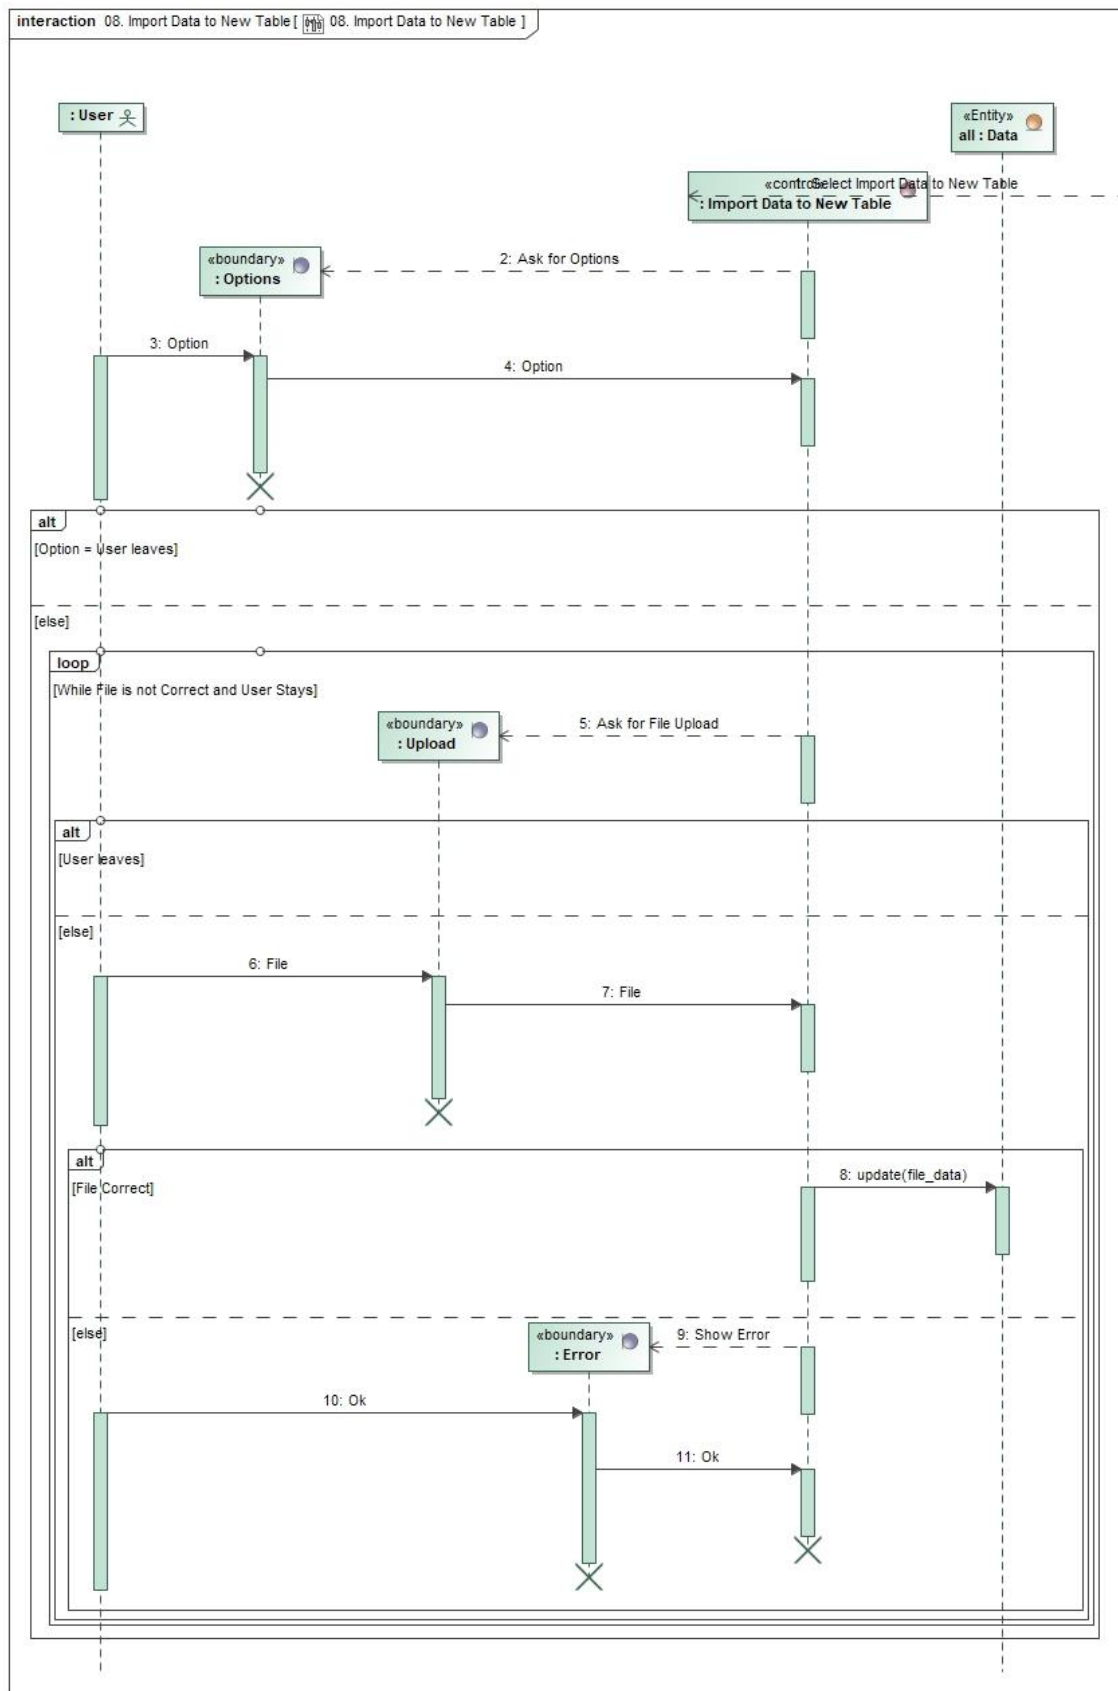 interaction 08. Import Data to New Table [ 08. Import Data to New Table ]
: User
«Entity»
all : Data
«control»
1: Select Import Data to New Table
: Import Data to New Table
«boundary»
: Options
2: Ask for Options
3: Option
4: Option
alt
[Option = User leaves]
[else]
loop
[While File is not Correct and User Stays]
«boundary»
: Upload
5: Ask for File Upload
alt
[User leaves]
[else]
6: File
7: File
alt
[File Correct]
8: update(file_data)
[else]
«boundary»
: Error
9: Show Error
10: Ok
11: Ok